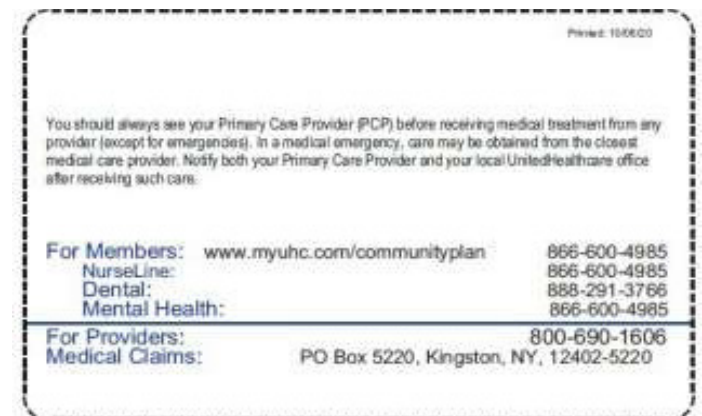 Printed: 10/06/20
You should always see your Primary Care Provider (PCP) before receiving medical treatment from any
provider (except for emergencies). In a medical emergency, care may be obtained from the closest
medical care provider. Notify both your Primary Care Provider and your local UnitedHealthcare office
after receiving such care.
For Members: www.myuhc.com/communityplan 866-600-4985
NurseLine: 866-600-4985
Dental: 888-291-3766
Mental Health: 866-600-4985
For Providers: 800-690-1606
Medical Claims: PO Box 5220, Kingston, NY, 12402-5220